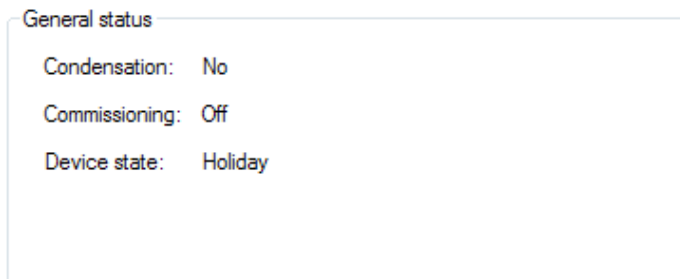 General status
Condensation: No
Commissioning: Off
Device state: Holiday